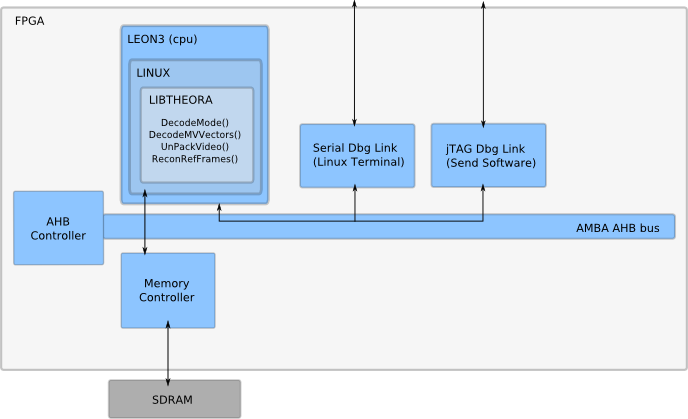 FPGA
LEON3 (cpu)
LINUX
LIBTHEORA
DecodeMode()
DecodeMVVectors()
UnPackVideo()
ReconRefFrames()
Serial Dbg Link
(Linux Terminal)
jTAG Dbg Link
(Send Software)
AHB
Controller
AMBA AHB bus
Memory
Controller
SDRAM